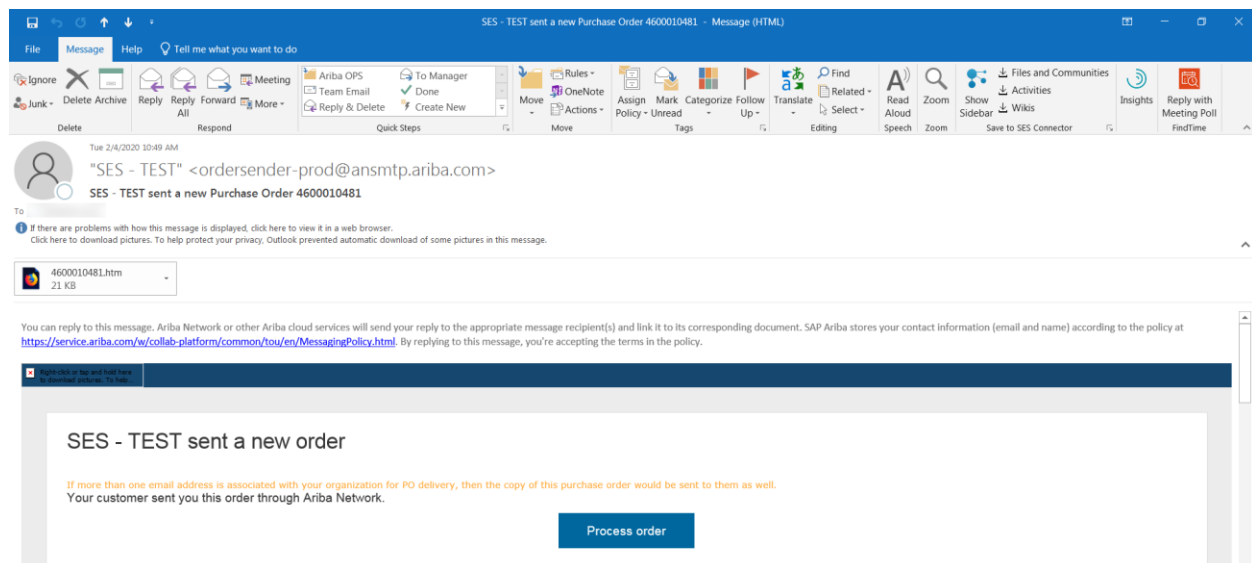 SES - TEST sent a new Purchase Order 4600010481 - Message (HTML)
File Message Help Tell me what you want to do
Ignore
Junk
Delete
Archive
Delete
Reply
Reply All
Forward
Meeting
More
Respond
Ariba OPS
Team Email
Reply & Delete
To Manager
Done
Create New
Quick Steps
Move
Rules
OneNote
Actions
Move
Assign Policy
Mark Unread
Categorize
Follow Up
Tags
Translate
Find
Related
Select
Editing
Read Aloud
Speech
Zoom
Zoom
Show Sidebar
Files and Communities
Activities
Wikis
Save to SES Connector
Insights
Reply with Meeting Poll
FindTime
Tue 2/4/2020 10:49 AM
"SES - TEST" <ordersender-prod@ansmtp.ariba.com>
SES - TEST sent a new Purchase Order 4600010481
To
If there are problems with how this message is displayed, click here to view it in a web browser.
Click here to download pictures. To help protect your privacy, Outlook prevented automatic download of some pictures in this message.
4600010481.htm
21 KB
You can reply to this message. Ariba Network or other Ariba cloud services will send your reply to the appropriate message recipient(s) and link it to its corresponding document. SAP Ariba stores your contact information (email and name) according to the policy at
https://service.ariba.com/w/collab-platform/common/tou/en/MessagingPolicy.html. By replying to this message, you're accepting the terms in the policy.
Right-click or tap and hold here
to download pictures. To help...
SES - TEST sent a new order
If more than one email address is associated with your organization for PO delivery, then the copy of this purchase order would be sent to them as well.
Your customer sent you this order through Ariba Network.
Process order